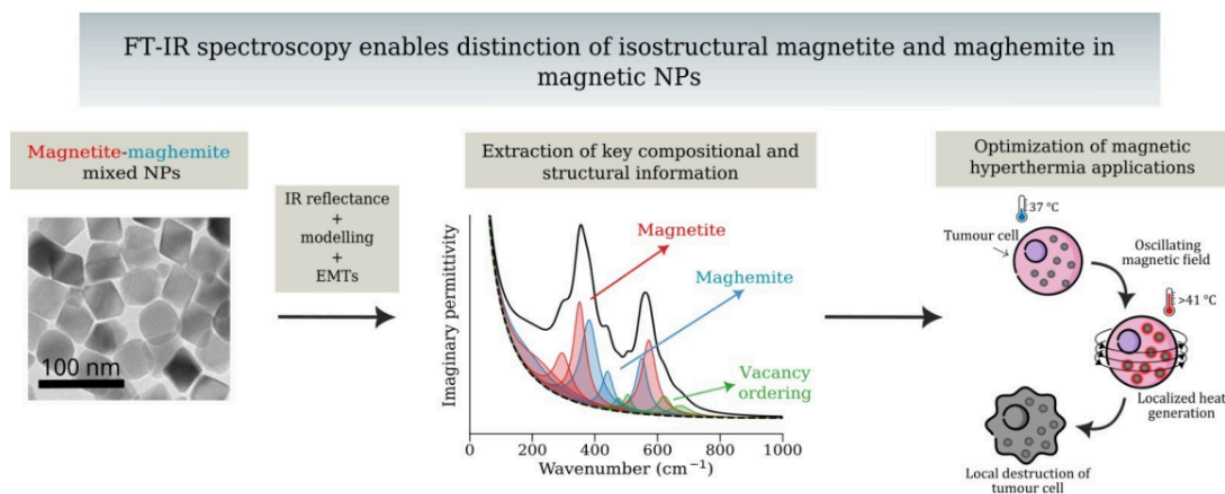 FT-IR spectroscopy enables distinction of isostructural magnetite and maghemite in
magnetic NPs
Magnetite-maghemite
mixed NPs
100 nm
IR reflectance
+
modelling
+
EMTs
Extraction of key compositional and
structural information
Imaginary permittivity
Magnetite
Maghemite
Vacancy
ordering
0 200 400 600 800 1000
Wavenumber (cm⁻¹)
Optimization of magnetic
hyperthermia applications
37 °C
Tumour cell
Oscillating
magnetic field
>41 °C
Localized heat
generation
Local destruction of
tumour cell